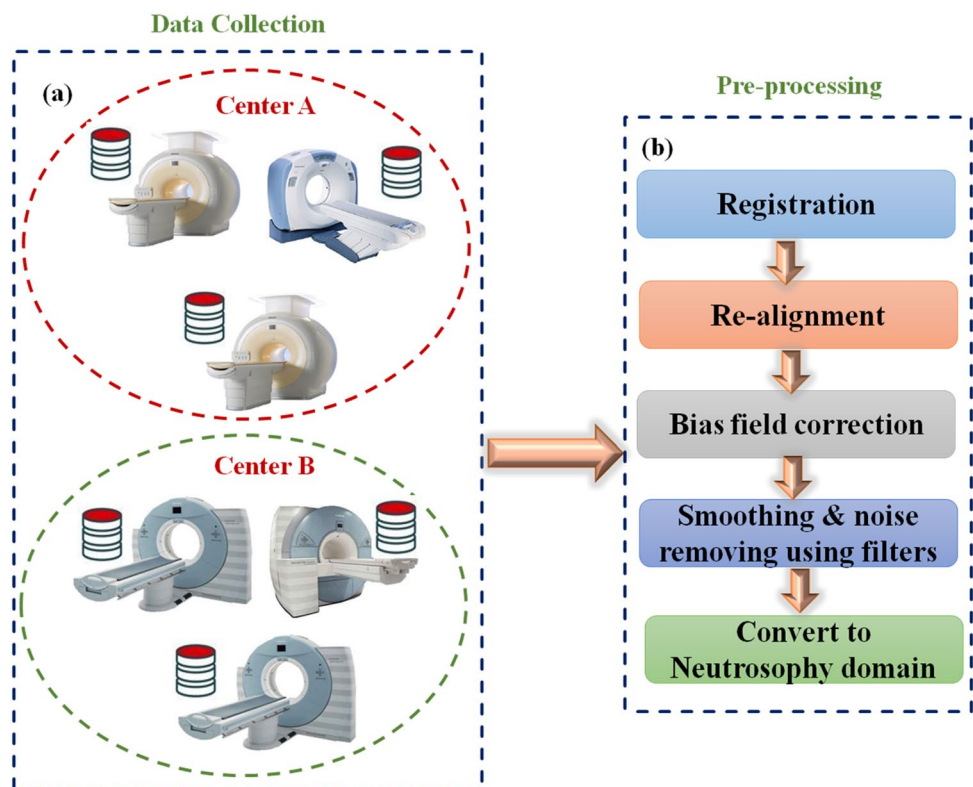 Data Collection
(a)
Center A
Center B
Pre-processing
(b)
Registration
Re-alignment
Bias field correction
Smoothing & noise
removing using filters
Convert to
Neutrosophy domain